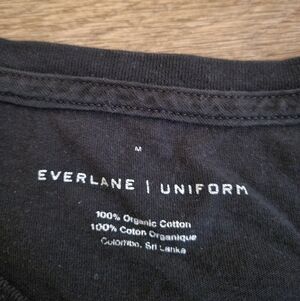 M
EVERLANE | UNIFORM
100% Organic Cotton
100% Coton Organique
Colombo, Sri Lanka